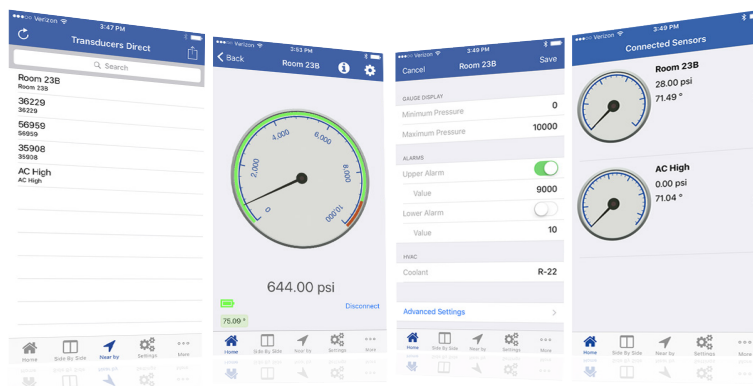 Verizon
3:47 PM
Transducers Direct
Search
Room 23B
Room 23B
36229
36229
56959
56959
35908
35908
AC High
AC High
Home
Side By Side
Near by
Settings
More
Verizon
3:53 PM
Back
Room 23B
0
2,000
4,000
6,000
8,000
10,000
644.00 psi
Disconnect
75.09 °
Home
Side By Side
Near by
Settings
More
Verizon
3:49 PM
Cancel
Room 23B
Save
GAUGE DISPLAY
Minimum Pressure 0
Maximum Pressure 10000
ALARMS
Upper Alarm
Value 9000
Lower Alarm
Value 10
HVAC
Coolant R-22
Advanced Settings
Home
Side By Side
Near by
Settings
More
Verizon
3:49 PM
Connected Sensors
Room 23B
28.00 psi
71.49 °
AC High
0.00 psi
71.04 °
Home
Side By Side
Near by
Settings
More